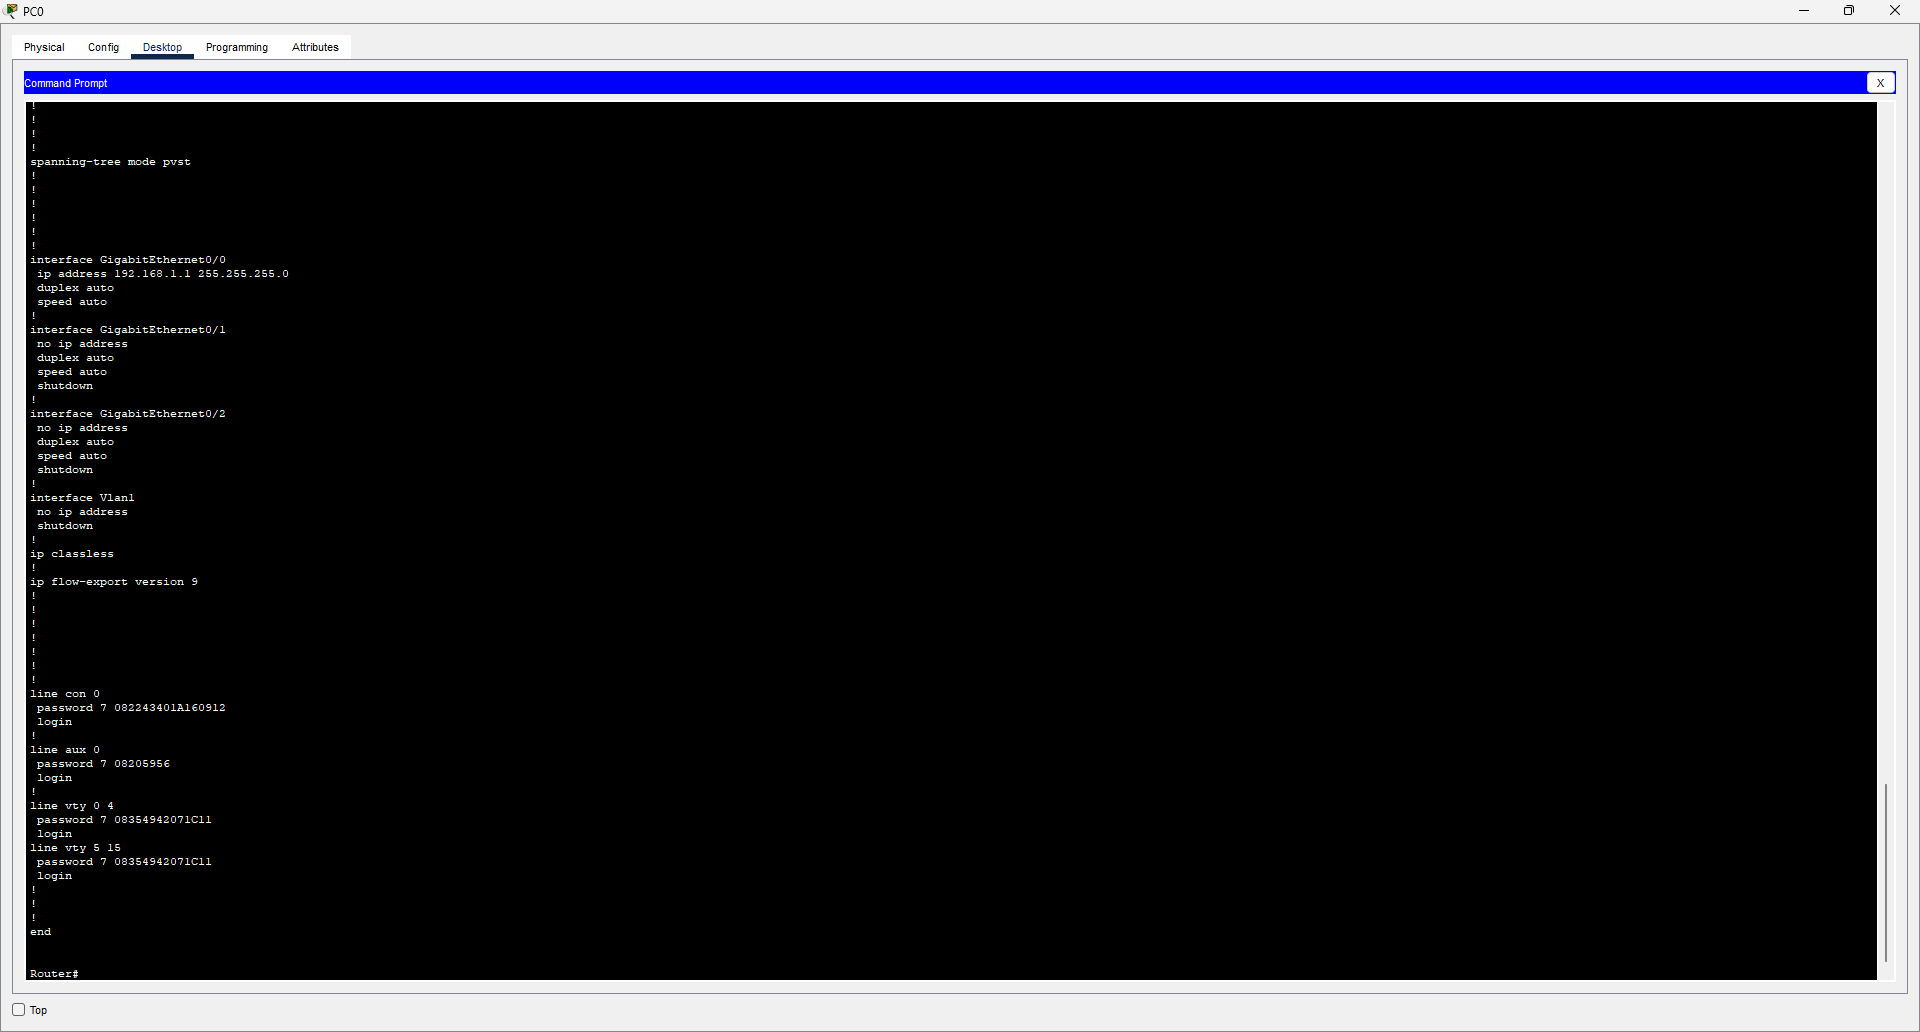 PC0
Physical Config Desktop Programming Attributes
Command Prompt
X
!
!
!
!
spanning-tree mode pvst
!
!
!
!
!
!
interface GigabitEthernet0/0
ip address 192.168.1.1 255.255.255.0
duplex auto
speed auto
!
interface GigabitEthernet0/1
no ip address
duplex auto
speed auto
shutdown
!
interface GigabitEthernet0/2
no ip address
duplex auto
speed auto
shutdown
!
interface Vlan1
no ip address
shutdown
!
ip classless
!
ip flow-export version 9
!
!
!
!
!
!
!
line con 0
password 7 082243401A160912
login
!
line aux 0
password 7 08205956
login
!
line vty 0 4
password 7 08354942071C11
login
line vty 5 15
password 7 08354942071C11
login
!
!
!
end
Router#
Top